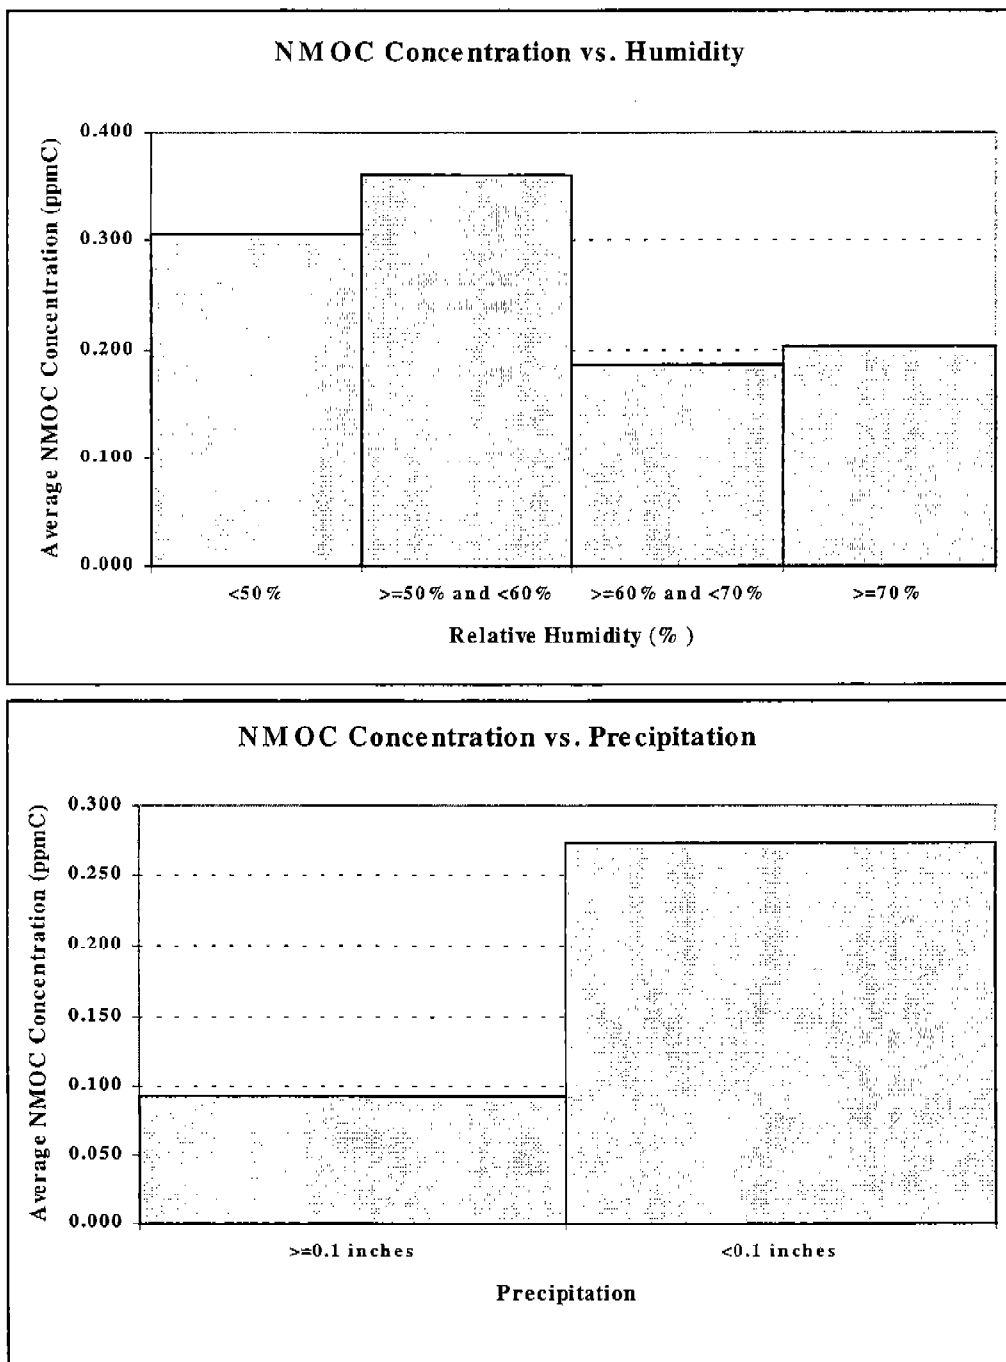 NMOC Concentration vs. Humidity
Average NMOC Concentration (ppmC)
0.400
0.300
0.200
0.100
0.000
<50%
>=50% and <60%
>=60% and <70%
>=70%
Relative Humidity (% )
NMOC Concentration vs. Precipitation
Average NMOC Concentration (ppmC)
0.300
0.250
0.200
0.150
0.100
0.050
0.000
>=0.1 inches
<0.1 inches
Precipitation